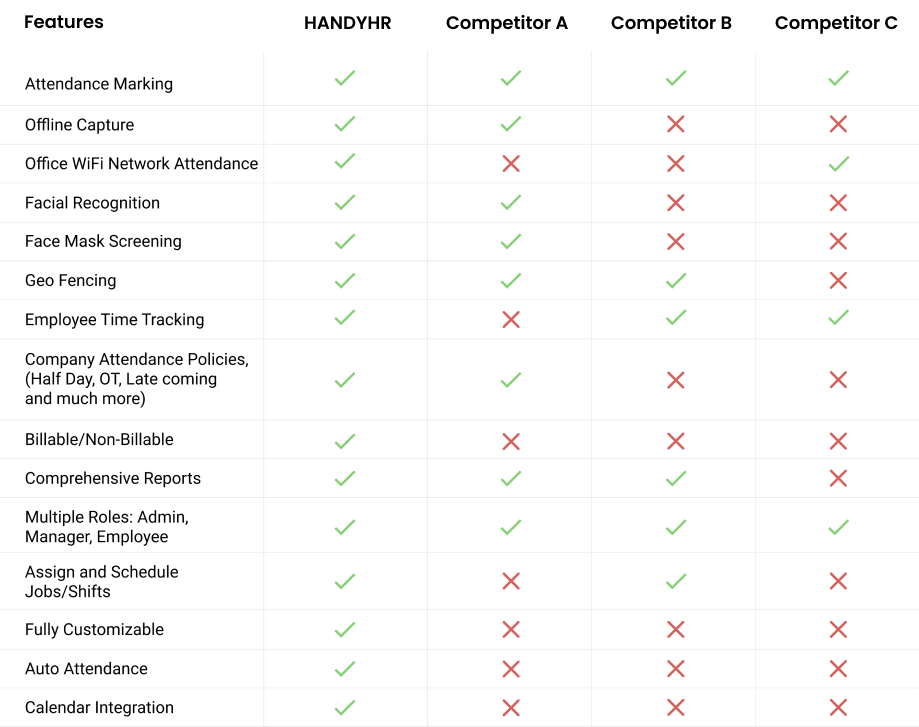 Features HANDYHR Competitor A Competitor B Competitor C
Attendance Marking
Offline Capture
Office WiFi Network Attendance
Facial Recognition
Face Mask Screening
Geo Fencing
Employee Time Tracking
Company Attendance Policies,
(Half Day, OT, Late coming
and much more)
Billable/Non-Billable
Comprehensive Reports
Multiple Roles: Admin,
Manager, Employee
Assign and Schedule
Jobs/Shifts
Fully Customizable
Auto Attendance
Calendar Integration